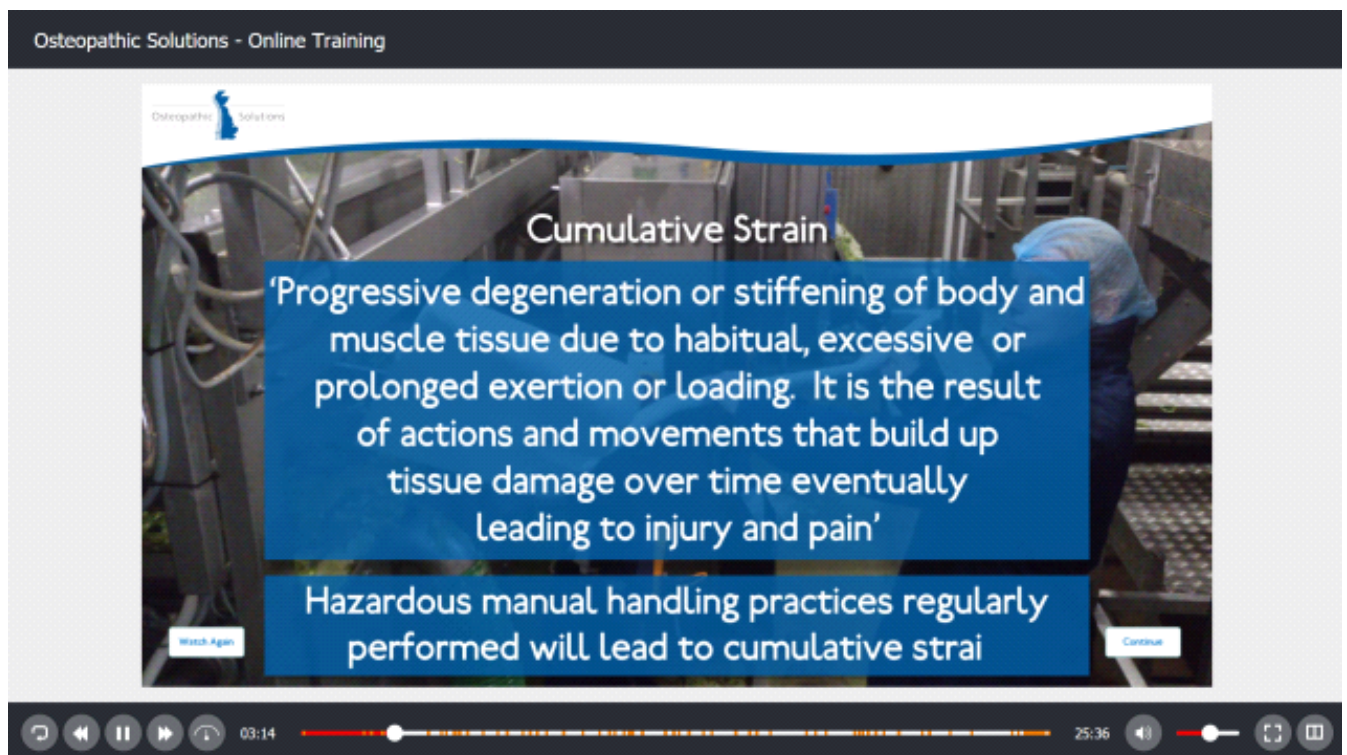 Osteopathic Solutions - Online Training
Osteopathic Solutions
Cumulative Strain
‘Progressive degeneration or stiffening of body and
muscle tissue due to habitual, excessive or
prolonged exertion or loading. It is the result
of actions and movements that build up
tissue damage over time eventually
leading to injury and pain’
Hazardous manual handling practices regularly
performed will lead to cumulative strai
Watch Again
Continue
03:14
25:36